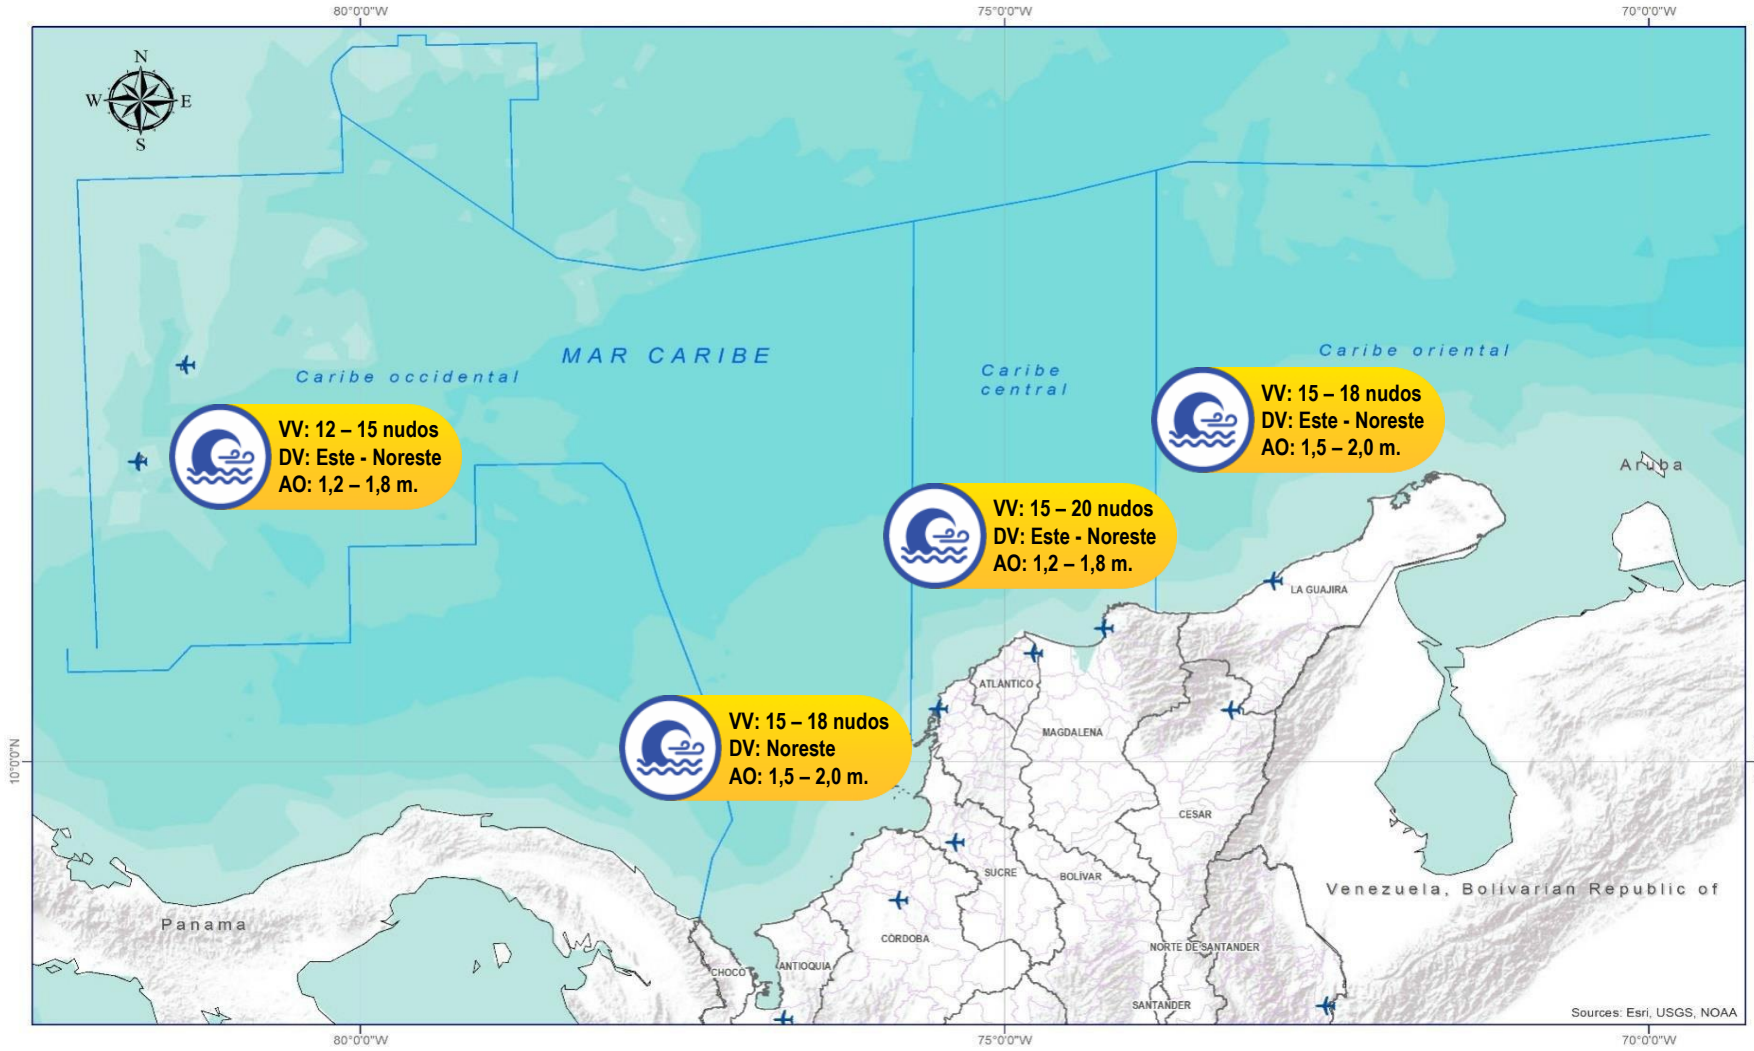 80°0'0"W
75°0'0"W
70°0'0"W
N
W
E
S
MAR CARIBE
Caribe occidental
Caribe
central
Caribe oriental
VV: 12 – 15 nudos
DV: Este - Noreste
AO: 1,2 – 1,8 m.
VV: 15 – 18 nudos
DV: Este - Noreste
AO: 1,5 – 2,0 m.
Aruba
VV: 15 – 20 nudos
DV: Este - Noreste
AO: 1,2 – 1,8 m.
LA GUAJIRA
ATLÁNTICO
VV: 15 – 18 nudos
DV: Noreste
AO: 1,5 – 2,0 m.
MAGDALENA
10°0'0"N
CESAR
SUCRE
BOLÍVAR
Venezuela, Bolivarian Republic of
Panama
CÓRDOBA
NORTE DE SANTANDER
CHOCÓ
ANTIOQUIA
SANTANDER
Sources: Esri, USGS, NOAA
80°0'0"W
75°0'0"W
70°0'0"W